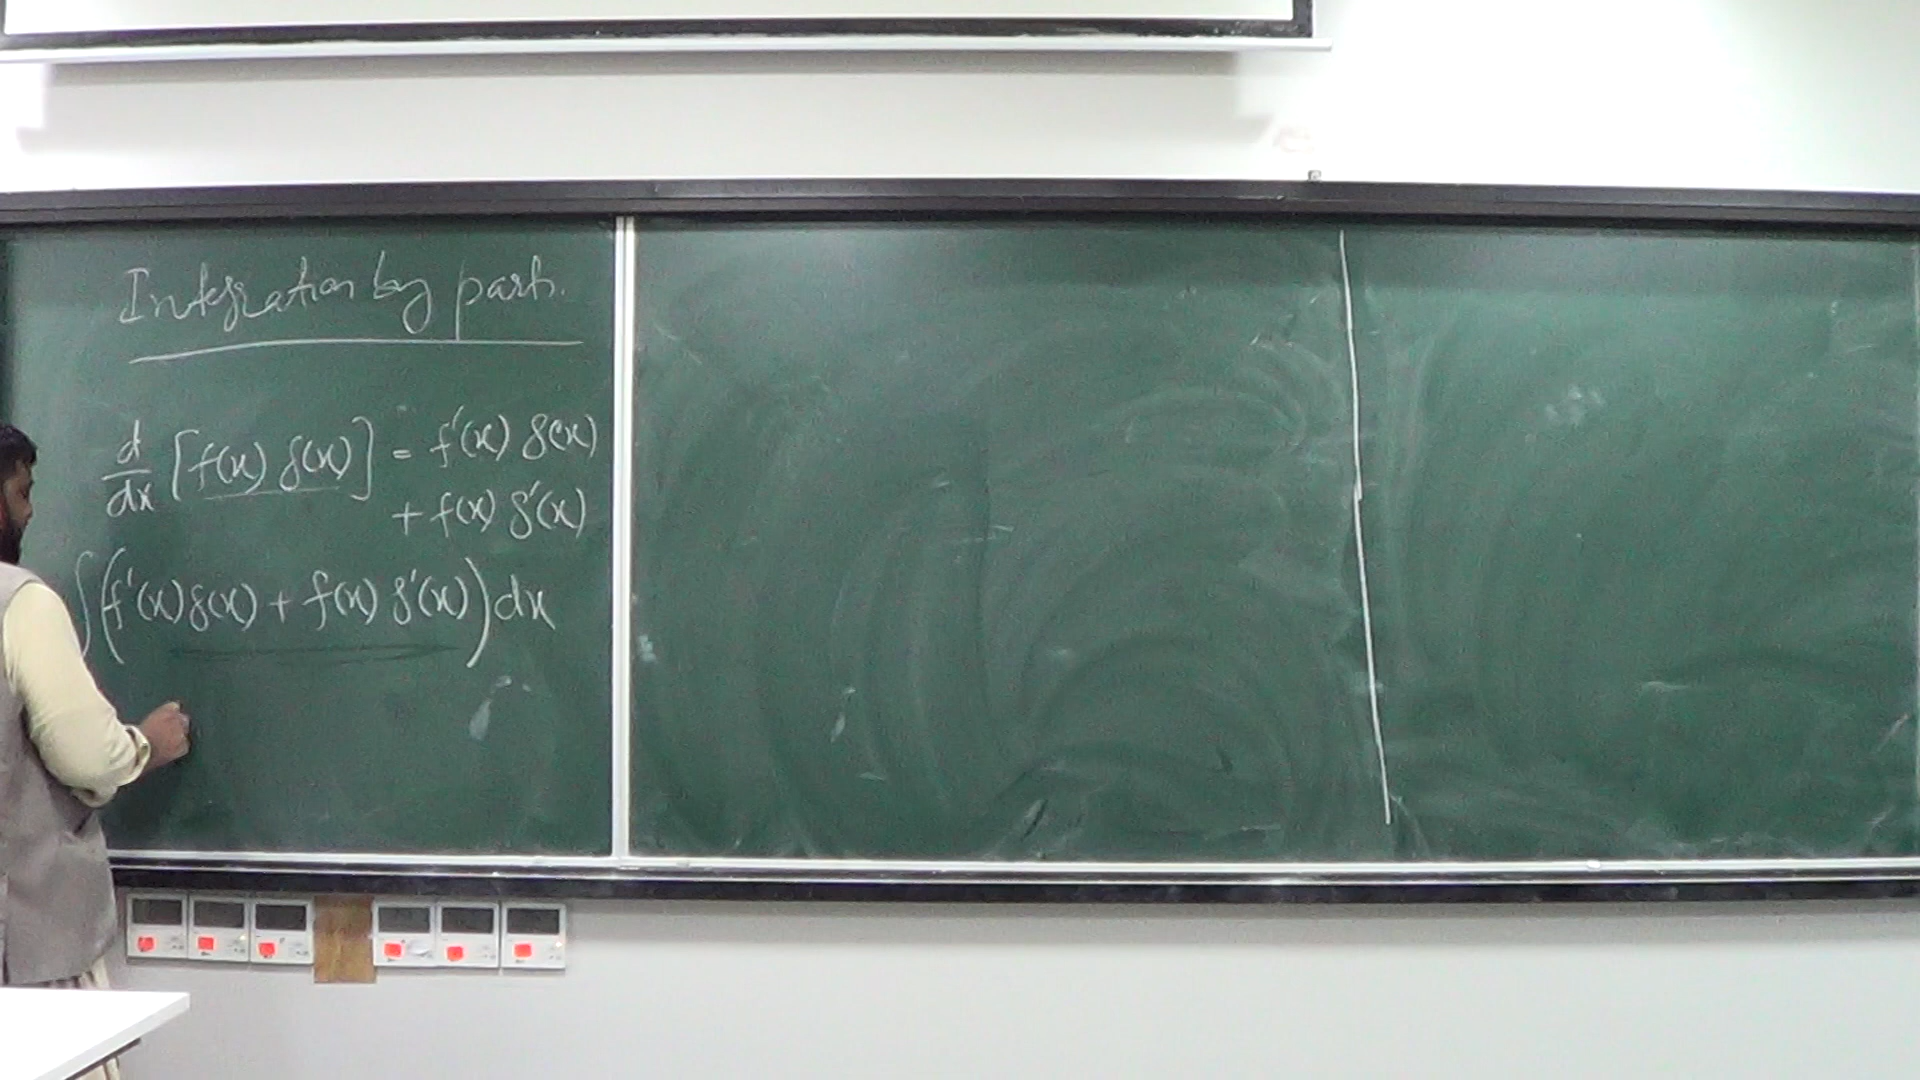 Integration by parts.
d/dx [f(x) g(x)] = f'(x) g(x)
+ f(x) g'(x)
∫(f'(x)g(x) + f(x) g'(x))dx